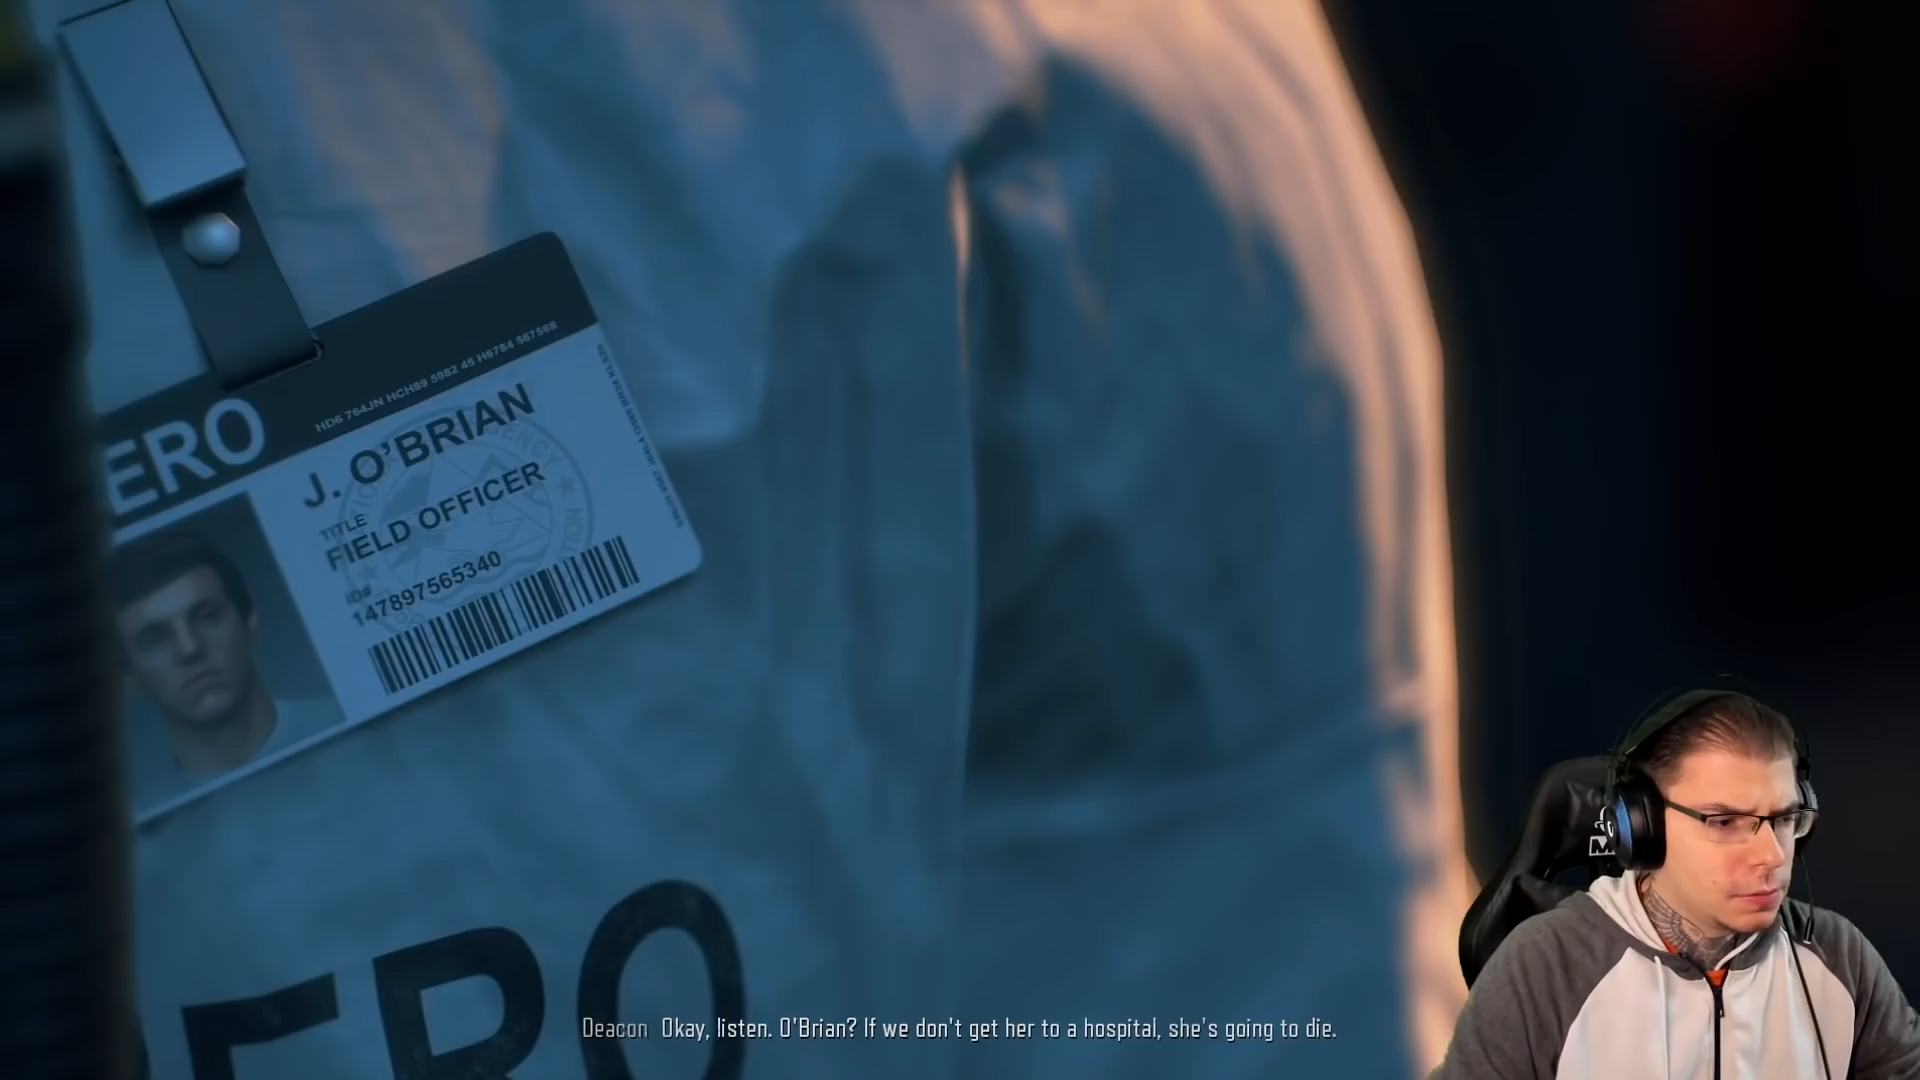 ERO
HD6 764JN HCH89 5982 45 H6784 567568
J. O'BRIAN
TITLE
FIELD OFFICER
ID#
147897565340
ERO
Deacon Okay, listen. O'Brian? If we don't get her to a hospital, she's going to die.